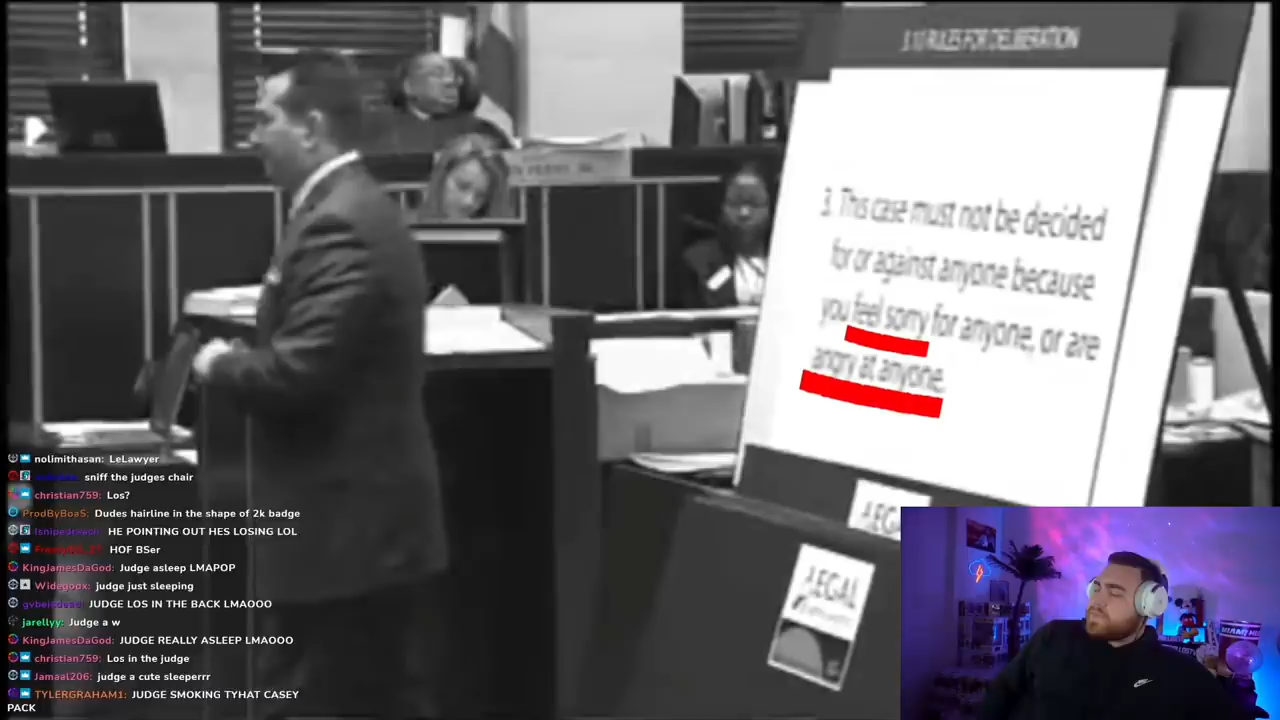 3.10 RULES FOR DELIBERATION
3. This case must not be decided
for or against anyone because
you feel sorry for anyone, or are
angry at anyone.
LEGAL
nolimithasan: LeLawyer
sniff the judges chair
christian759: Los?
ProdByBoaS: Dudes hairline in the shape of 2k badge
HE POINTING OUT HES LOSING LOL
HOF BSer
KingJamesDaGod: Judge asleep LMAPOP
Widegoax: judge just sleeping
JUDGE LOS IN THE BACK LMAOOO
jarellyy: Judge a w
KingJamesDaGod: JUDGE REALLY ASLEEP LMAOOO
christian759: Los in the judge
Jamaal206: judge a cute sleeperrr
TYLERGRAHAM1: JUDGE SMOKING TYHAT CASEY
PACK